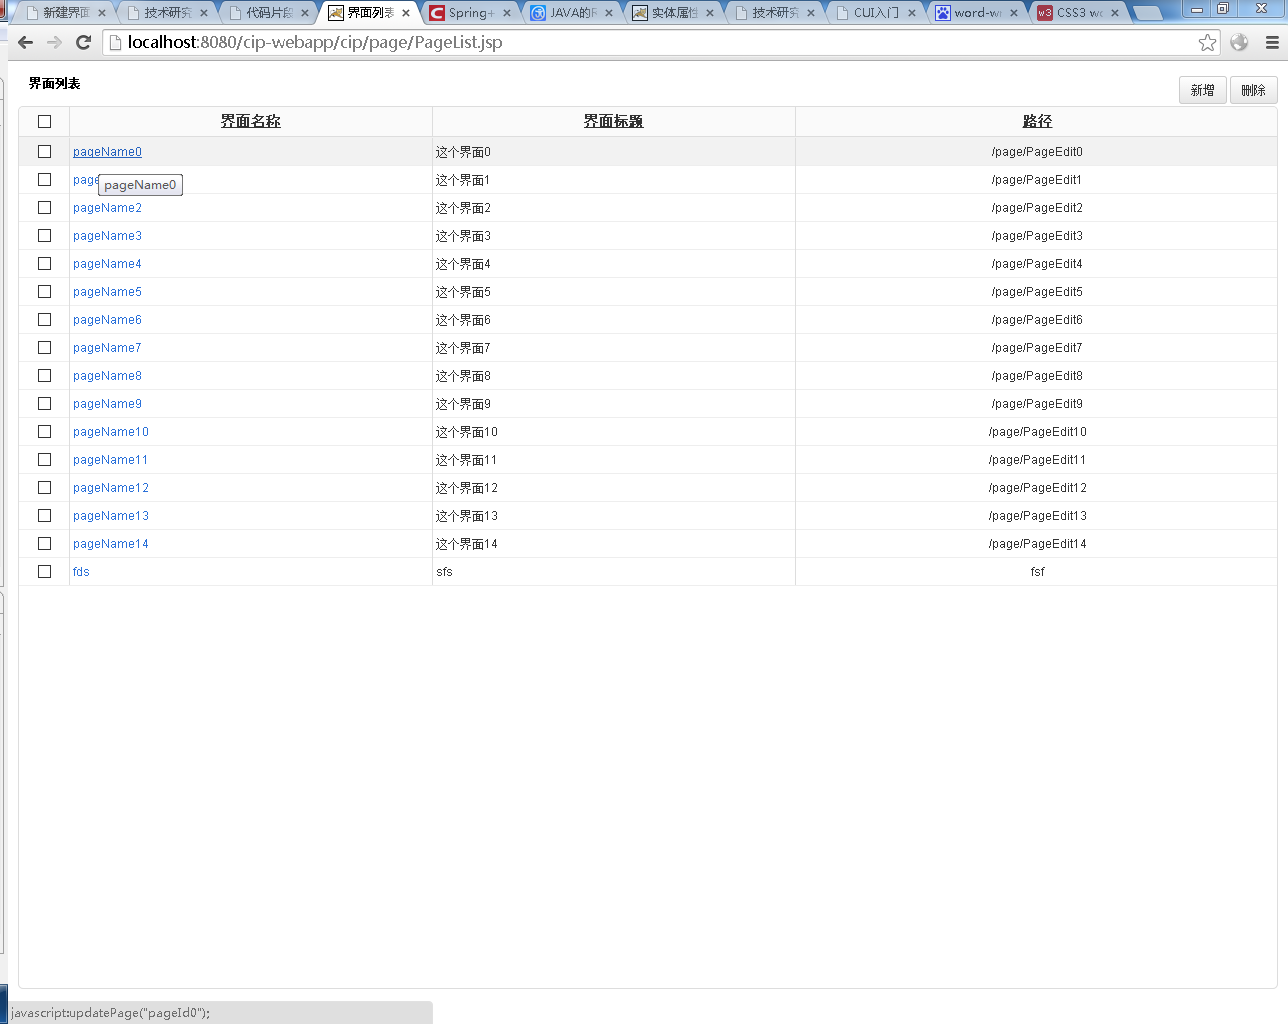 新建界面 技术研究 代码片段 界面列表 Spring+ JAVA的R 实体属性 技术研究 CUI入门 word-w CSS3 wo
localhost:8080/cip-webapp/cip/page/PageList.jsp
界面列表
新增 删除
界面名称 界面标题 路径
pageName0 这个界面0 /page/PageEdit0
page 这个界面1 /page/PageEdit1
pageName0
pageName2 这个界面2 /page/PageEdit2
pageName3 这个界面3 /page/PageEdit3
pageName4 这个界面4 /page/PageEdit4
pageName5 这个界面5 /page/PageEdit5
pageName6 这个界面6 /page/PageEdit6
pageName7 这个界面7 /page/PageEdit7
pageName8 这个界面8 /page/PageEdit8
pageName9 这个界面9 /page/PageEdit9
pageName10 这个界面10 /page/PageEdit10
pageName11 这个界面11 /page/PageEdit11
pageName12 这个界面12 /page/PageEdit12
pageName13 这个界面13 /page/PageEdit13
pageName14 这个界面14 /page/PageEdit14
fds sfs fsf
javascript:updatePage("pageId0");